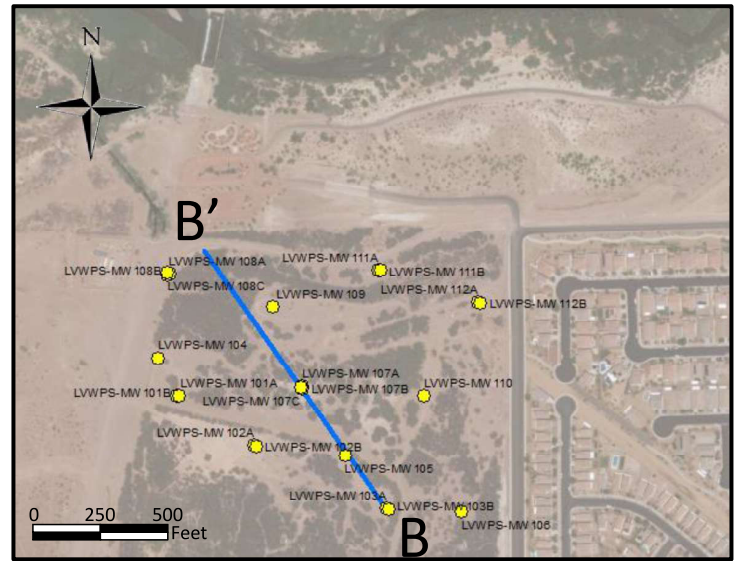 N
B’
LVWPS-MW 108A
LVWPS-MW 111A
LVWPS-MW 108B
LVWPS-MW 111B
LVWPS-MW 108C
LVWPS-MW 112A
LVWPS-MW 109
LVWPS-MW 112B
LVWPS-MW 104
LVWPS-MW 107A
LVWPS-MW 101A
LVWPS-MW 107B
LVWPS-MW 110
LVWPS-MW 101B
LVWPS-MW 107C
LVWPS-MW 102A
LVWPS-MW 102B
LVWPS-MW 105
LVWPS-MW 103A
LVWPS-MW 103B
LVWPS-MW 106
B
0 250 500
Feet